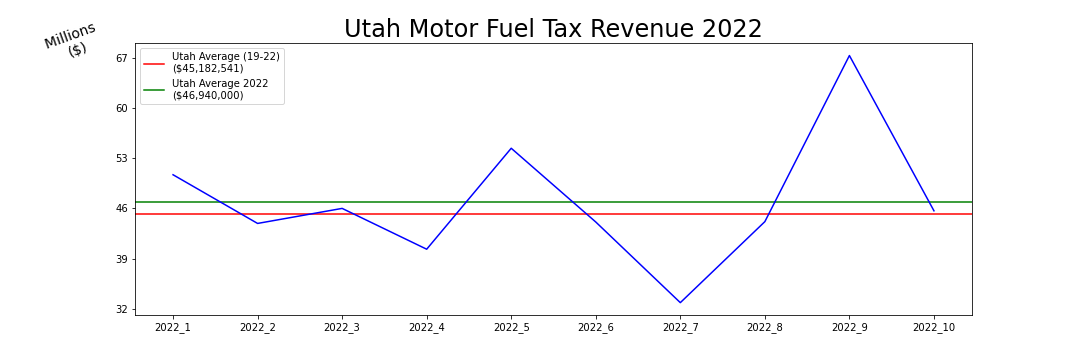 Utah Motor Fuel Tax Revenue 2022
Millions
($)
Utah Average (19-22)
($45,182,541)
Utah Average 2022
($46,940,000)
67
60
53
46
39
32
2022_1 2022_2 2022_3 2022_4 2022_5 2022_6 2022_7 2022_8 2022_9 2022_10